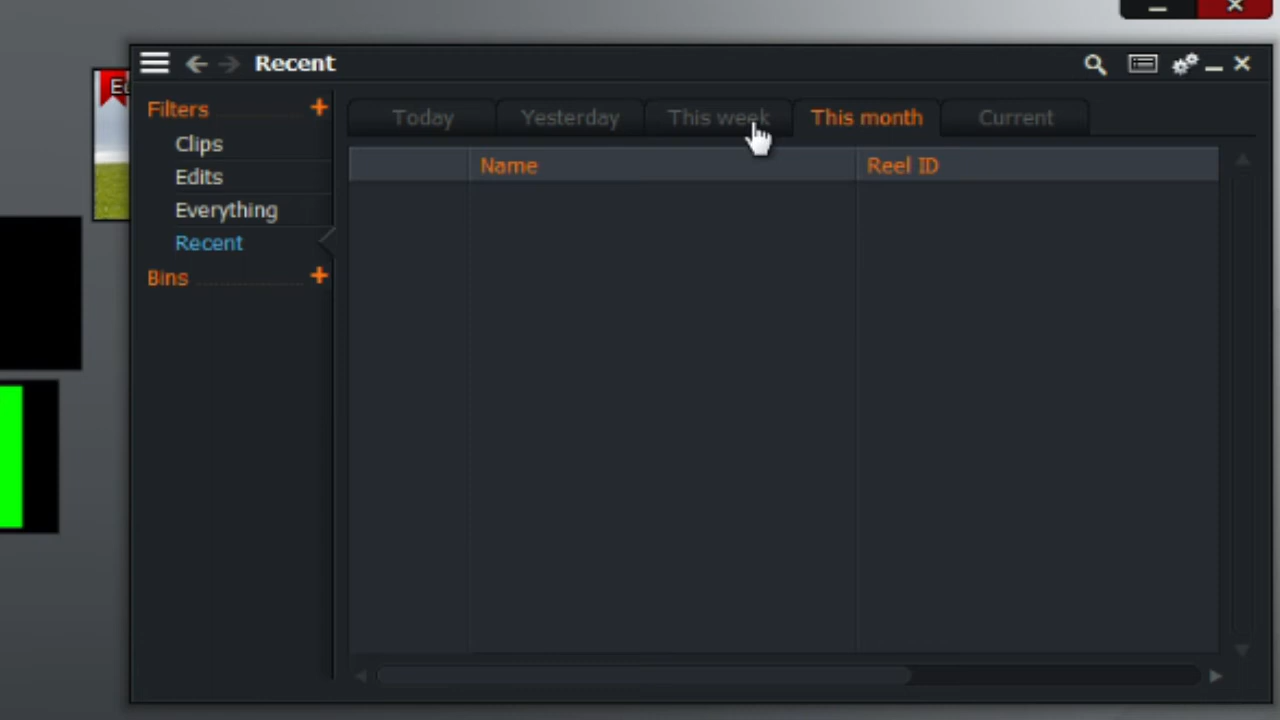 Recent
Filters
Clips
Edits
Everything
Recent
Bins
Today
Yesterday
This week
This month
Current
Name
Reel ID